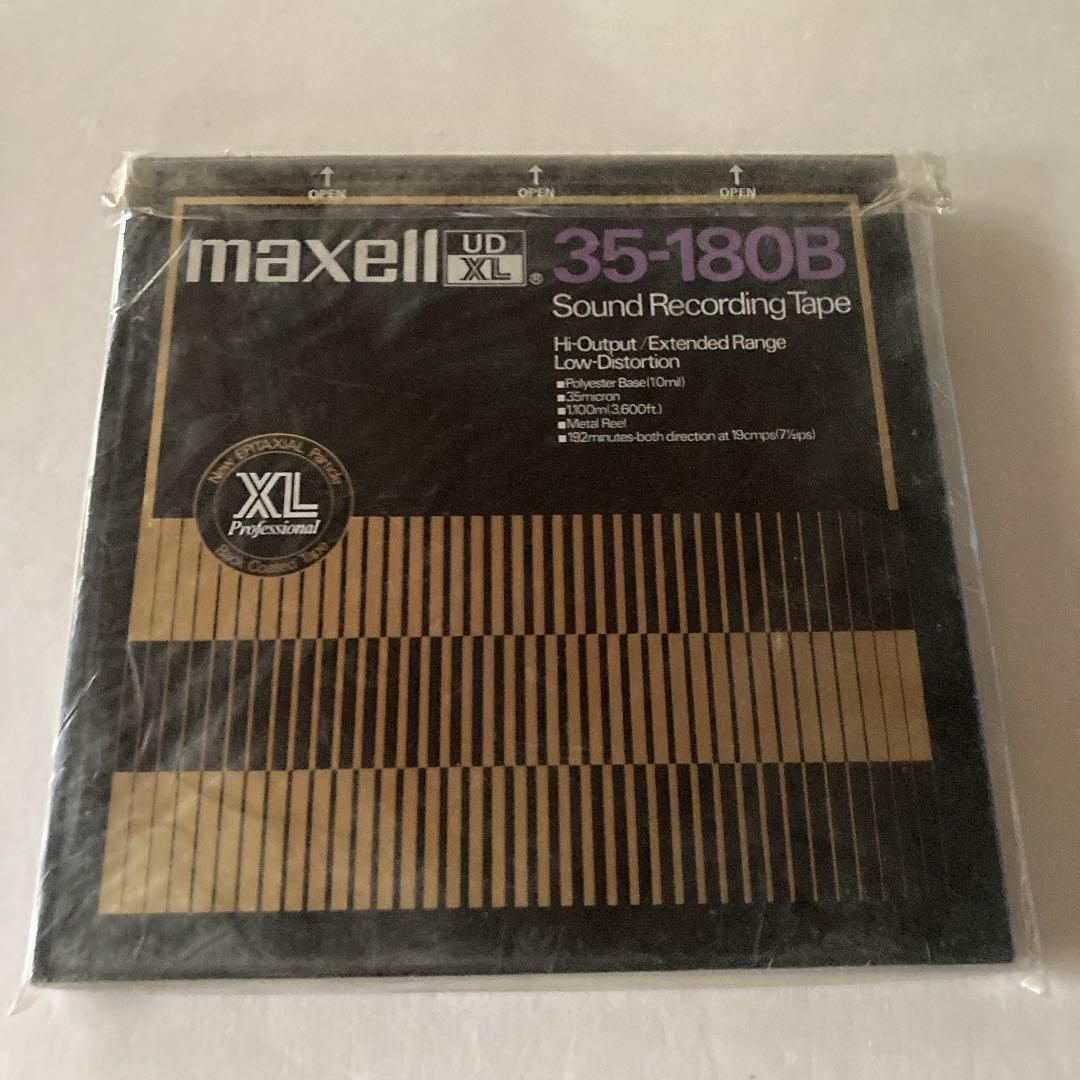 OPEN OPEN OPEN
maxell UD XL ® 35-180B
Sound Recording Tape
Hi-Output/Extended Range
Low-Distortion
■Polyester Base(1.0mil)
■35micron
■1,100m(3,600ft.)
■Metal Reel
■192minutes-both direction at 19cmps(7½ips)
New EPITAXIAL Particle
XL
Professional
Back Coated Tape